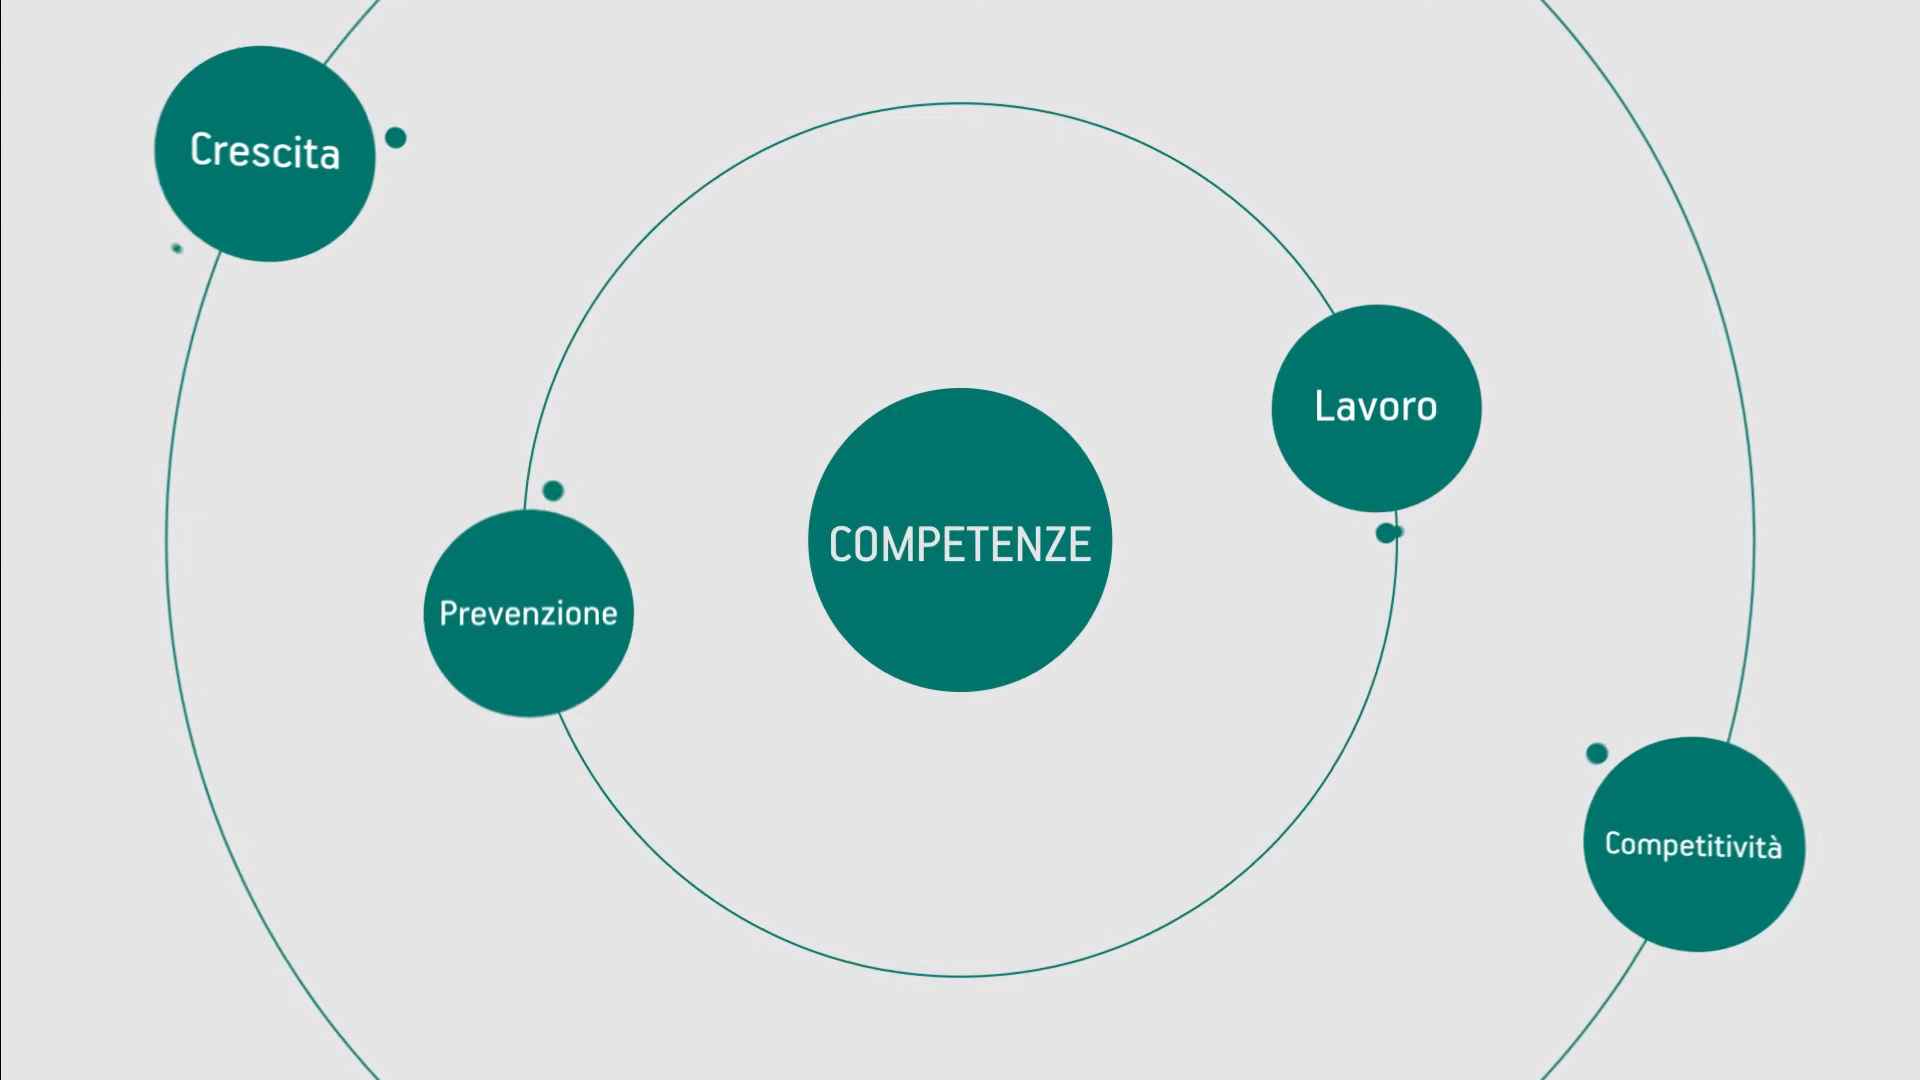 Crescita
Lavoro
COMPETENZE
Prevenzione
Competitività